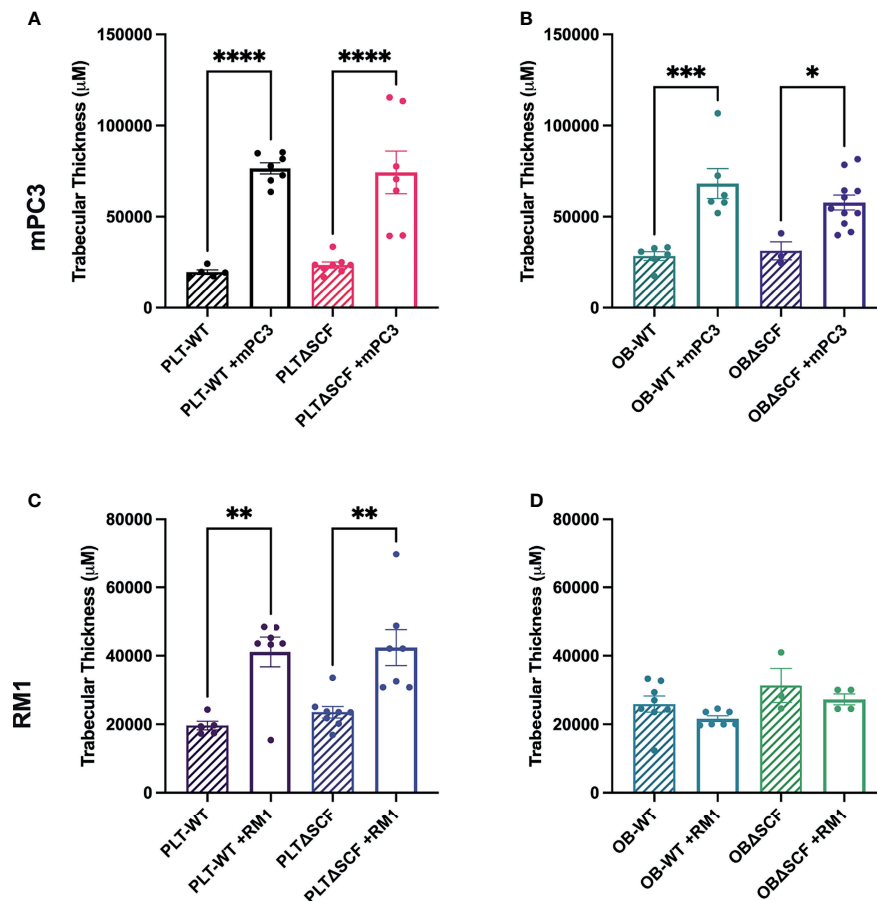 A
150000
100000
50000
0
Trabecular Thickness (μM)
****
****
PLT-WT
PLT-WT +mPC3
PLTΔSCF
PLTΔSCF +mPC3
mPC3
B
150000
100000
50000
0
Trabecular Thickness (μM)
***
*
OB-WT
OB-WT +mPC3
OBΔSCF
OBΔSCF +mPC3
C
80000
60000
40000
20000
0
Trabecular Thickness (μM)
**
**
PLT-WT
PLT-WT +RM1
PLTΔSCF
PLTΔSCF +RM1
RM1
D
80000
60000
40000
20000
0
Trabecular Thickness (μM)
OB-WT
OB-WT +RM1
OBΔSCF
OBΔSCF +RM1